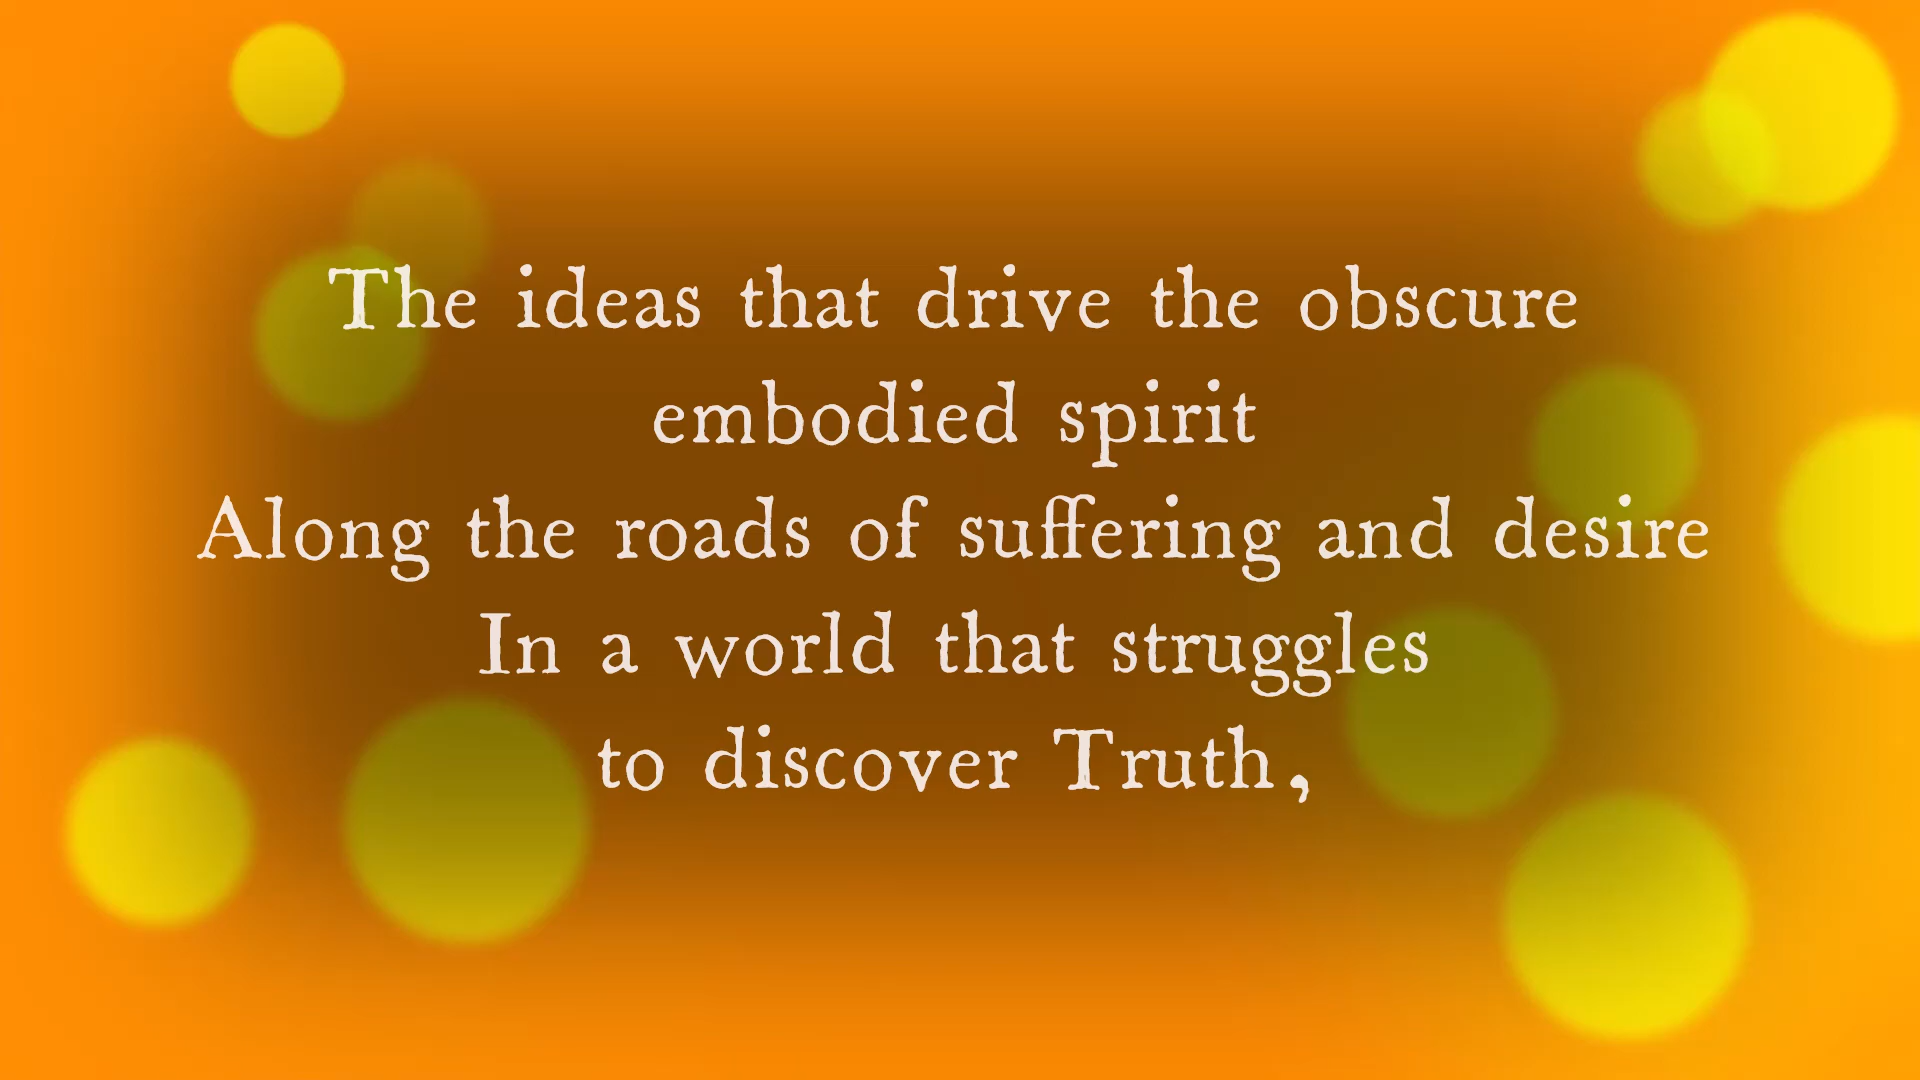 The ideas that drive the obscure
embodied spirit
Along the roads of suffering and desire
In a world that struggles
to discover Truth,